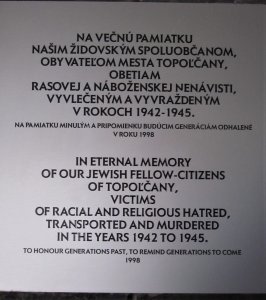 NA VEČNÚ PAMIATKU
NAŠIM ŽIDOVSKÝM SPOLUOBČANOM,
OBYVATEĽOM MESTA TOPOĽČANY,
OBETIAM
RASOVEJ A NÁBOŽENSKEJ NENÁVISTI,
VYVLEČENÝM A VYVRAŽDENÝM
V ROKOCH 1942-1945.
NA PAMIATKU MINULÝM A PRIPOMIENKU BUDÚCIM GENERÁCIÁM ODHALENÉ
V ROKU 1998
IN ETERNAL MEMORY
OF OUR JEWISH FELLOW-CITIZENS
OF TOPOĽČANY,
VICTIMS
OF RACIAL AND RELIGIOUS HATRED,
TRANSPORTED AND MURDERED
IN THE YEARS 1942 TO 1945.
TO HONOUR GENERATIONS PAST, TO REMIND GENERATIONS TO COME
1998